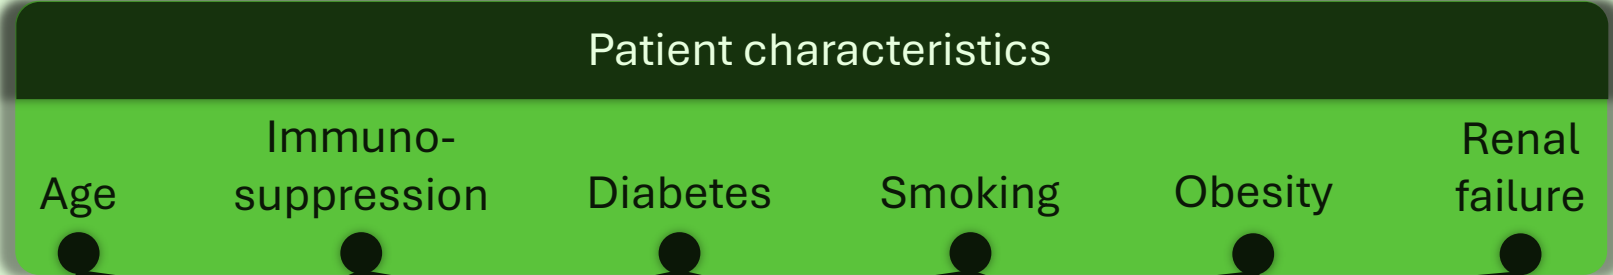 Patient characteristics
Age
Immuno-
suppression
Diabetes
Smoking
Obesity
Renal
failure